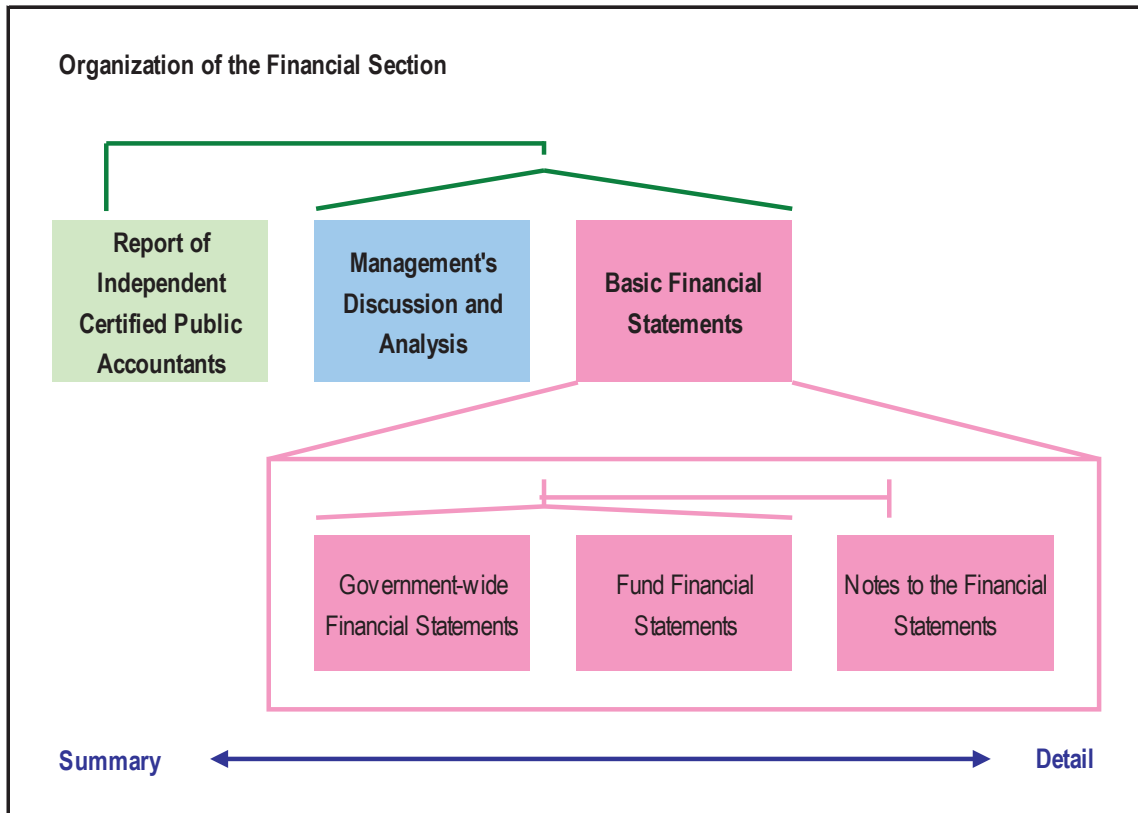 Organization of the Financial Section
Report of
Independent
Certified Public
Accountants
Management's
Discussion and
Analysis
Basic Financial
Statements
Government-wide
Financial Statements
Fund Financial
Statements
Notes to the Financial
Statements
Summary
Detail